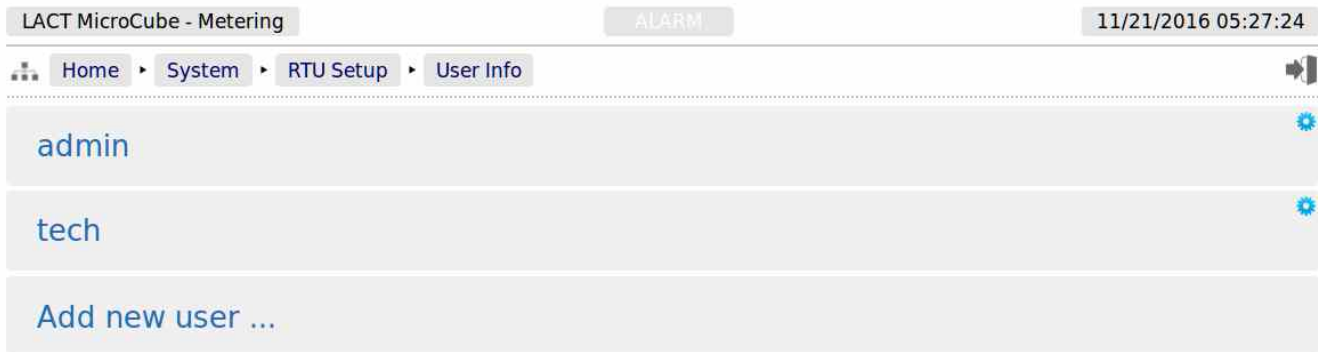 LACT MicroCube - Metering ALARM 11/21/2016 05:27:24
Home ‣ System ‣ RTU Setup ‣ User Info
admin
tech
Add new user ...